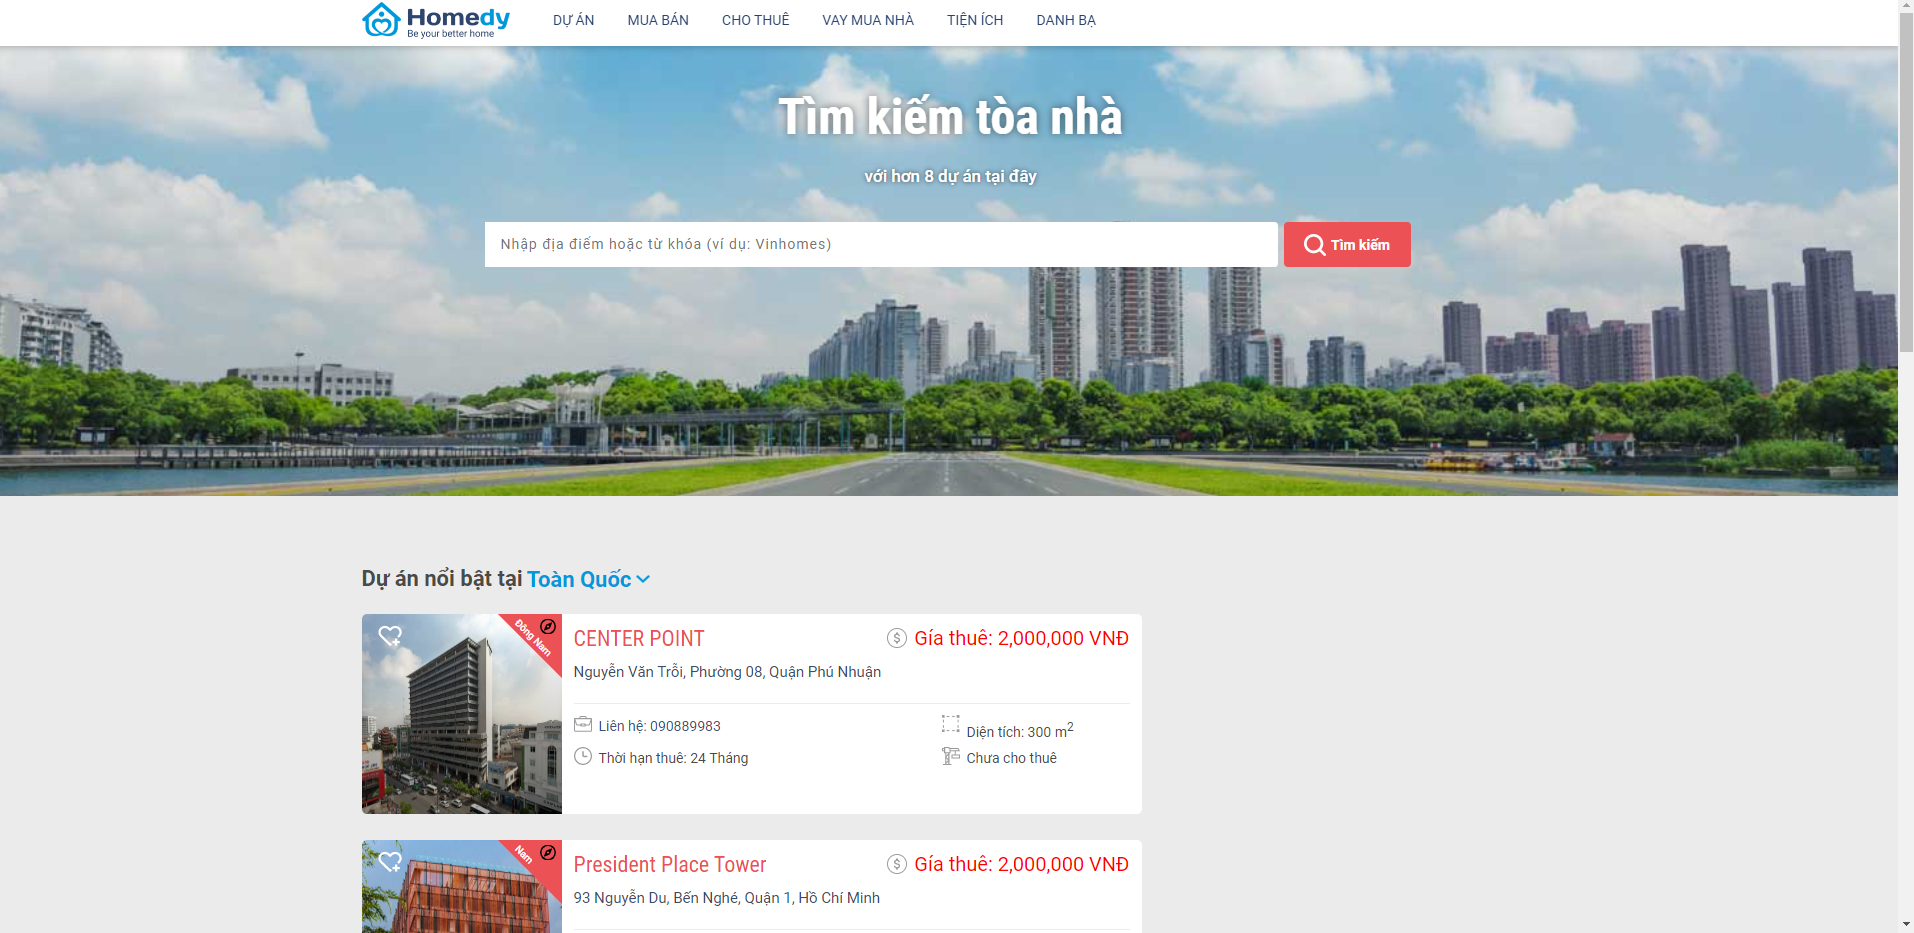 Homedy
Be your better home
DỰ ÁN
MUA BÁN
CHO THUÊ
VAY MUA NHÀ
TIỆN ÍCH
DANH BẠ
Tìm kiếm tòa nhà
với hơn 8 dự án tại đây
Nhập địa điểm hoặc từ khóa (ví dụ: Vinhomes)
Tìm kiếm
Dự án nổi bật tại Toàn Quốc
Đông Nam
CENTER POINT
Gía thuê: 2,000,000 VNĐ
Nguyễn Văn Trỗi, Phường 08, Quận Phú Nhuận
Liên hệ: 090889983
Diện tích: 300 m2
Thời hạn thuê: 24 Tháng
Chưa cho thuê
Nam
President Place Tower
Gía thuê: 2,000,000 VNĐ
93 Nguyễn Du, Bến Nghé, Quận 1, Hồ Chí Minh